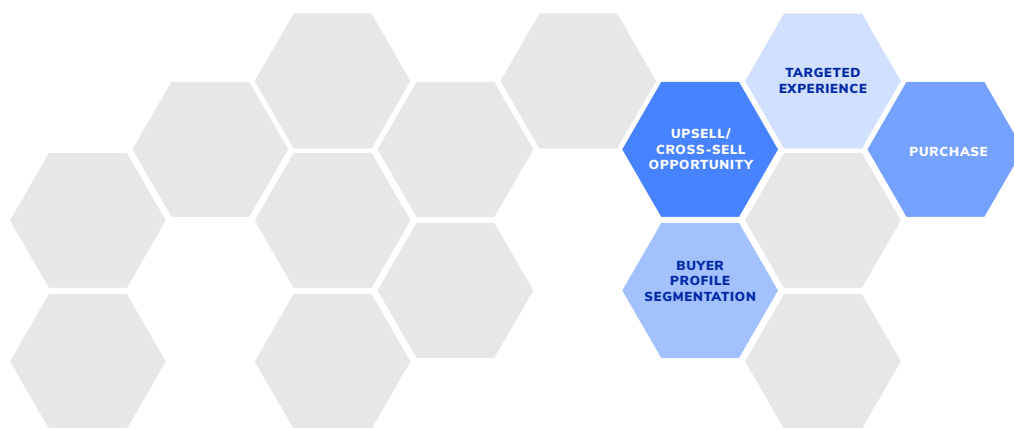 TARGETED
EXPERIENCE
UPSELL/
CROSS-SELL
OPPORTUNITY
PURCHASE
BUYER
PROFILE
SEGMENTATION